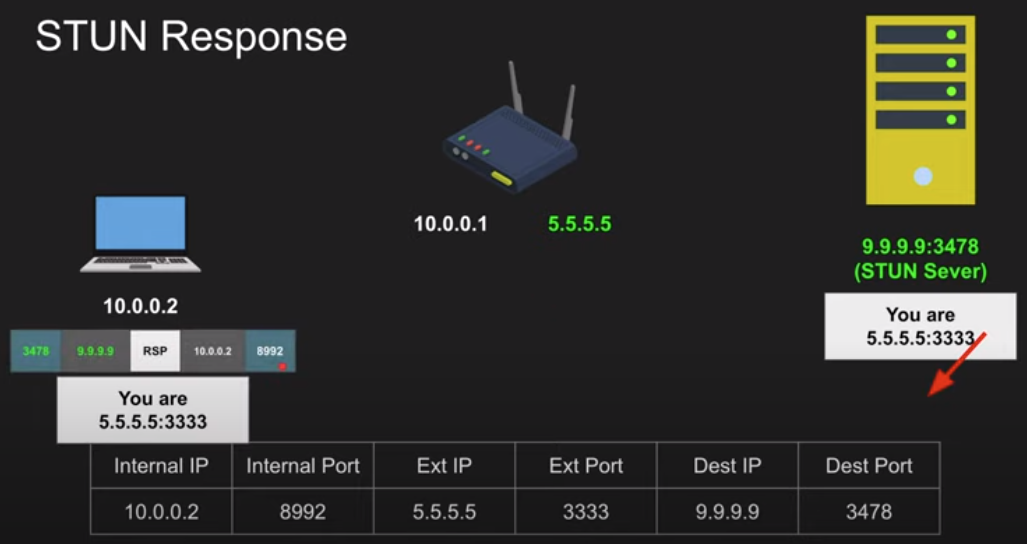 STUN Response
10.0.0.1
5.5.5.5
9.9.9.9:3478
(STUN Sever)
You are
5.5.5.5:3333
10.0.0.2
3478 9.9.9.9 RSP 10.0.0.2 8992
You are
5.5.5.5:3333
Internal IP Internal Port Ext IP Ext Port Dest IP Dest Port
10.0.0.2 8992 5.5.5.5 3333 9.9.9.9 3478